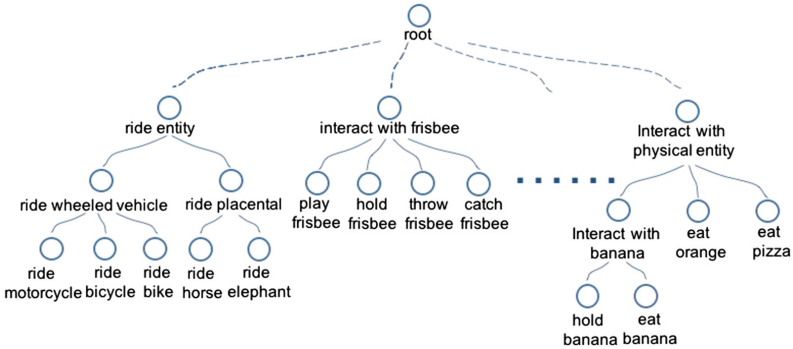 root
ride entity
interact with frisbee
Interact with
physical entity
ride wheeled vehicle
ride placental
play
frisbee
hold
frisbee
throw
frisbee
catch
frisbee
Interact with
banana
eat
orange
eat
pizza
ride
motorcycle
ride
bicycle
ride
bike
ride
horse
ride
elephant
hold
banana
eat
banana